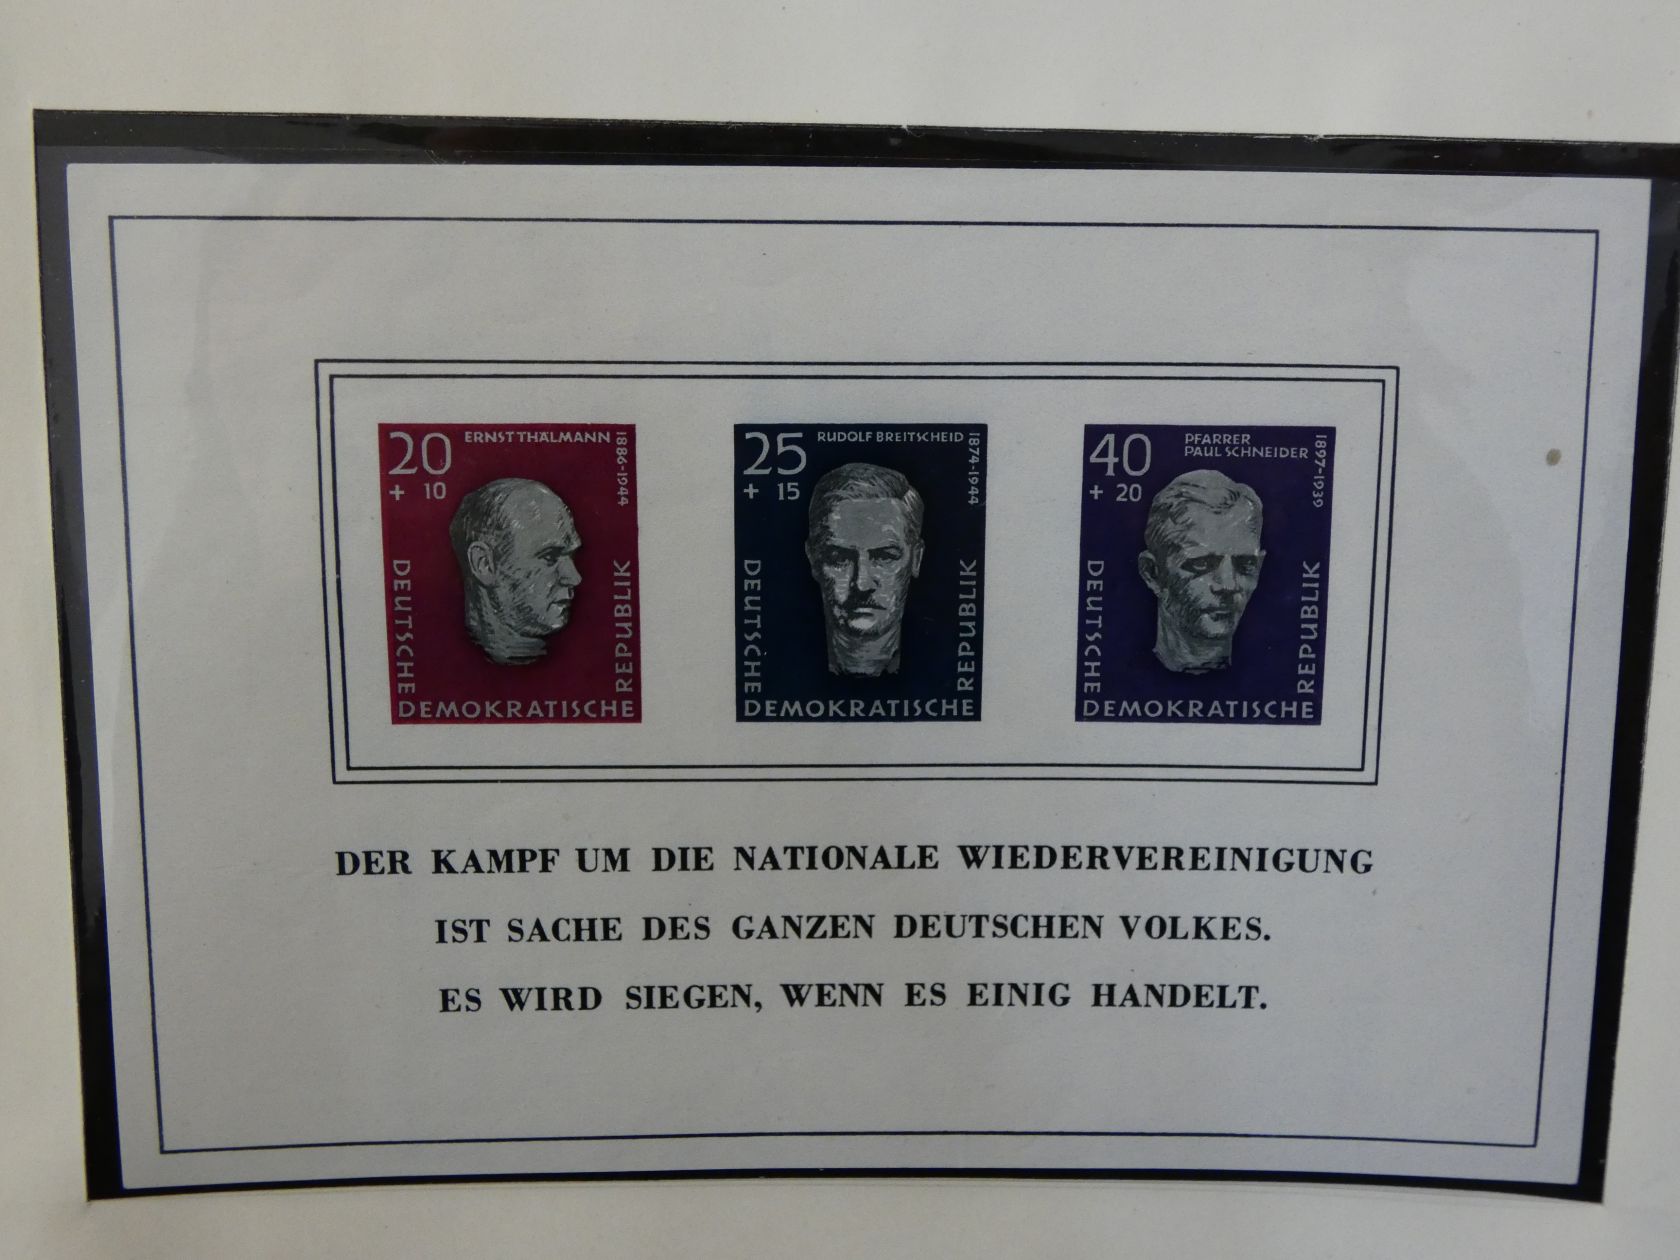 20 ERNST THÄLMANN 1886-1944
+ 10
DEUTSCHE
DEMOKRATISCHE
REPUBLIK
25 RUDOLF BREITSCHEID 1874-1944
+ 15
DEUTSCHE
DEMOKRATISCHE
REPUBLIK
40 PFARRER
PAUL SCHNEIDER 1897-1939
+ 20
DEUTSCHE
DEMOKRATISCHE
REPUBLIK
DER KAMPF UM DIE NATIONALE WIEDERVEREINIGUNG
IST SACHE DES GANZEN DEUTSCHEN VOLKES.
ES WIRD SIEGEN, WENN ES EINIG HANDELT.